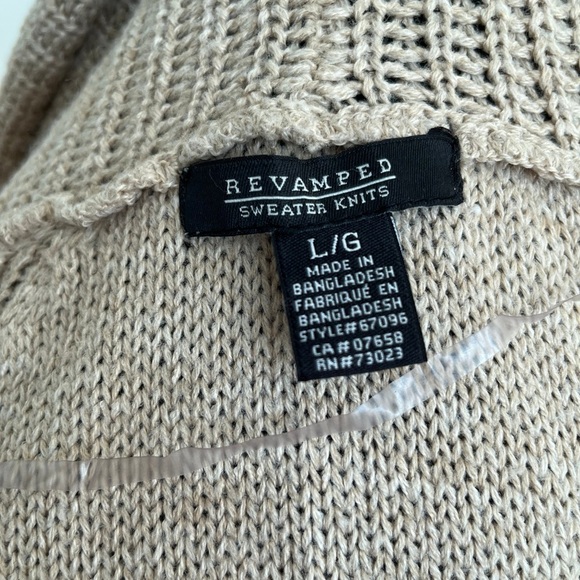 REVAMPED
SWEATER KNITS
L/G
MADE IN
BANGLADESH
FABRIQUÉ EN
BANGLADESH
STYLE#67096
CA# 07658
RN#73023